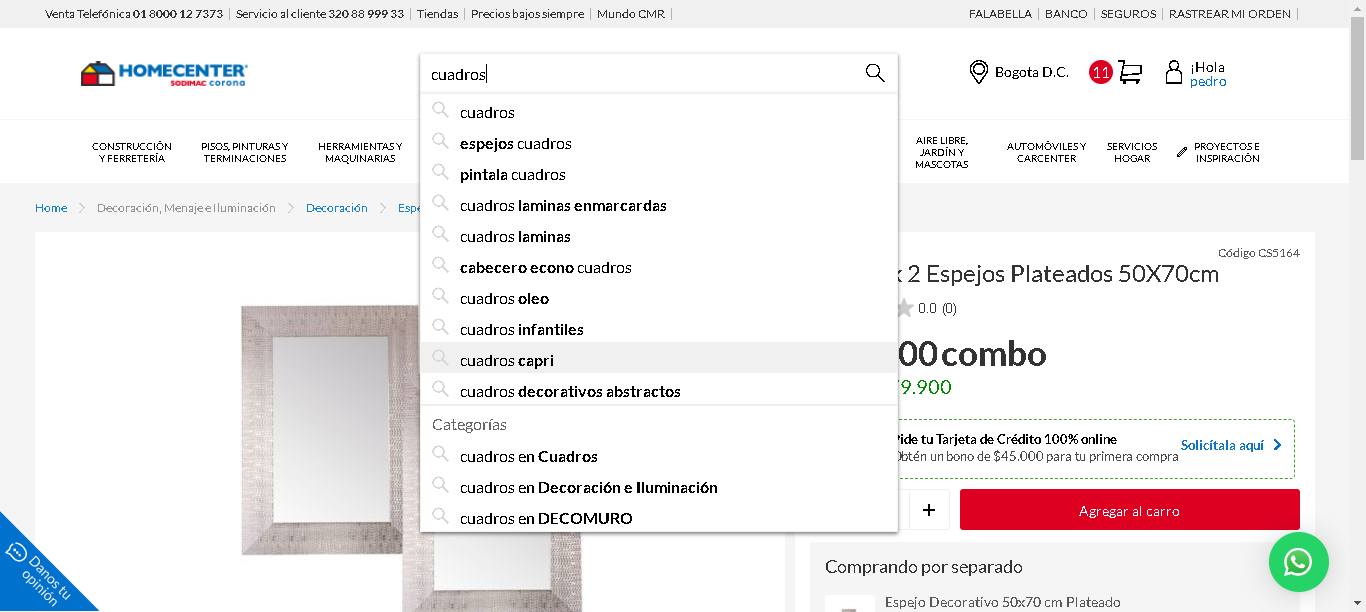 Venta Telefónica 01 8000 12 7373 | Servicio al cliente 320 88 999 33 | Tiendas | Precios bajos siempre | Mundo CMR |
FALABELLA | BANCO | SEGUROS | RASTREAR MI ORDEN |
HOMECENTER
SODIMAC corona
cuadros
Bogota D.C.
11
¡Hola
pedro
CONSTRUCCIÓN
Y FERRETERÍA
PISOS, PINTURAS Y
TERMINACIONES
HERRAMIENTAS Y
MAQUINARIAS
AIRE LIBRE,
JARDÍN Y
MASCOTAS
AUTOMÓVILES Y
CARCENTER
SERVICIOS
HOGAR
PROYECTOS E
INSPIRACIÓN
cuadros
espejos cuadros
pintala cuadros
cuadros laminas enmarcardas
cuadros laminas
cabecero econo cuadros
cuadros oleo
cuadros infantiles
cuadros capri
cuadros decorativos abstractos
Categorías
cuadros en Cuadros
cuadros en Decoración e Iluminación
cuadros en DECOMURO
Home > Decoración, Menaje e Iluminación > Decoración > Espe
Código CS5164
x 2 Espejos Plateados 50X70cm
0.0 (0)
00 combo
9.900
ide tu Tarjeta de Crédito 100% online
btén un bono de $45.000 para tu primera compra
Solicítala aquí
+
Agregar al carro
Comprando por separado
Espejo Decorativo 50x70 cm Plateado
Danos tu
opinión